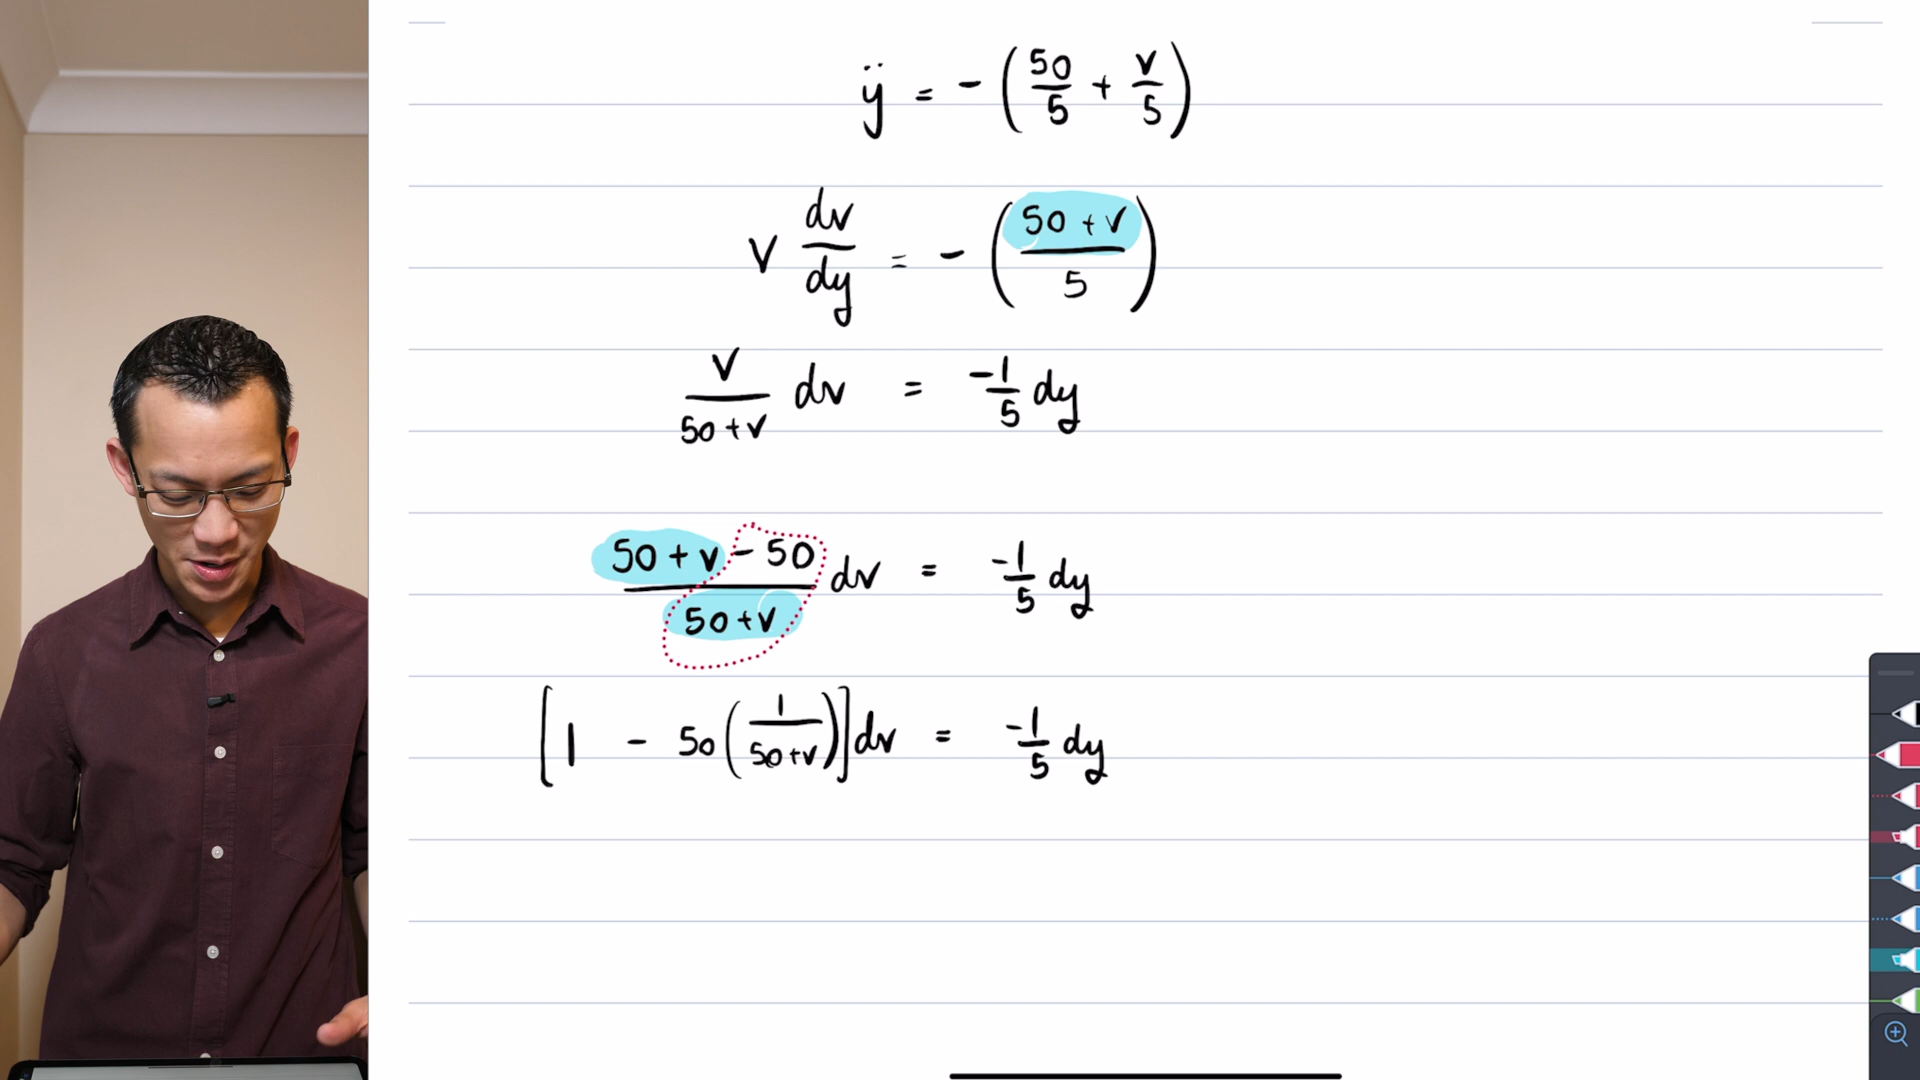 ÿ = - (50/5 + v/5)
v dv/dy = - ((50 + v)/5)
v/(50+v) dv = -1/5 dy
(50 + v - 50)/(50+v) dv = -1/5 dy
[1 - 50(1/(50+v))]dv = -1/5 dy